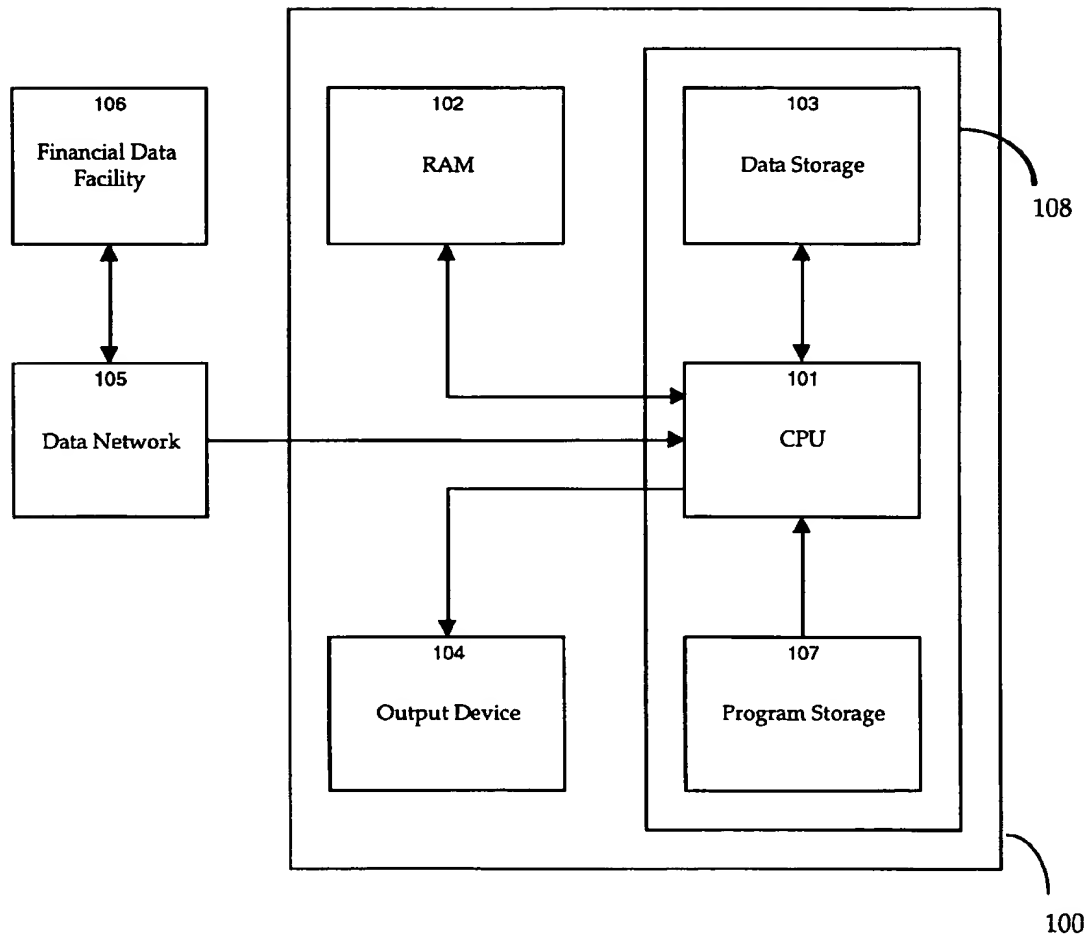 106
Financial Data
Facility
102
RAM
103
Data Storage
108
105
Data Network
101
CPU
104
Output Device
107
Program Storage
100